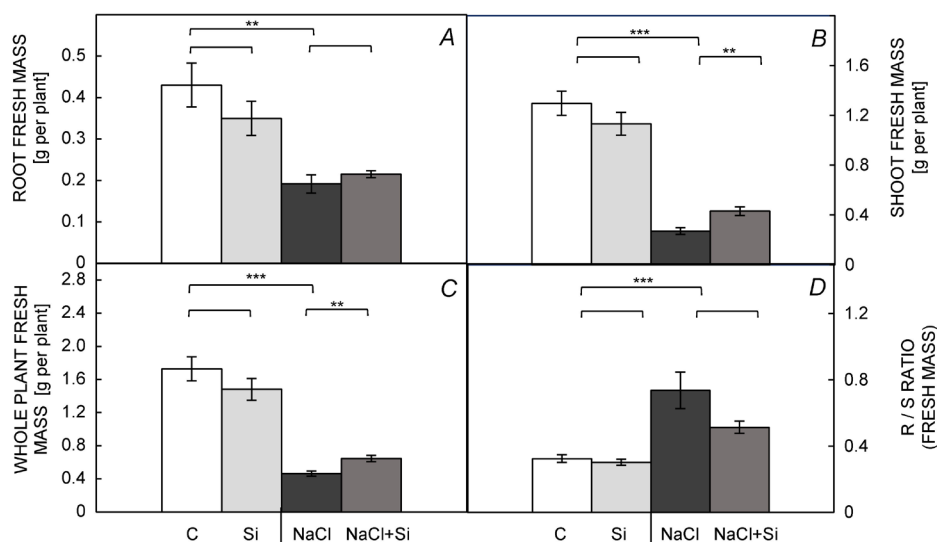 ROOT FRESH MASS
[g per plant]
0.5
0.4
0.3
0.2
0.1
0
**
A
***
**
B
1.6
1.2
0.8
0.4
0
SHOOT FRESH MASS
[g per plant]
WHOLE PLANT FRESH
MASS [g per plant]
2.8
2.4
2.0
1.6
1.2
0.8
0.4
0
***
**
C
***
D
1.2
0.8
0.4
0
R / S RATIO
(FRESH MASS)
C Si NaCl NaCl+Si
C Si NaCl NaCl+Si